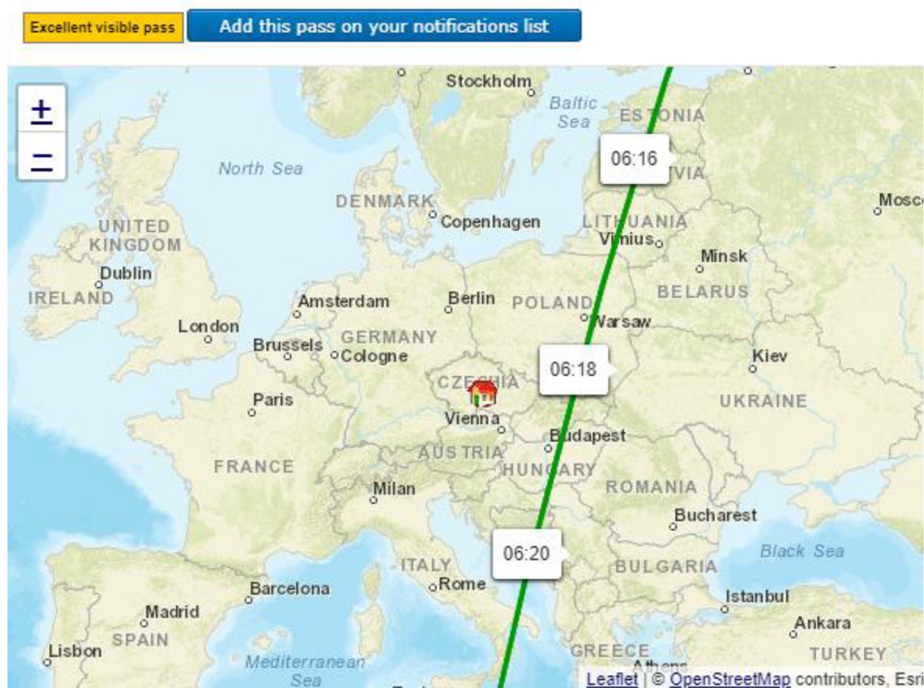 Excellent visible pass
Add this pass on your notifications list
+
−
Stockholm
Baltic
Sea
ESTONIA
06:16
VIA
North Sea
DENMARK
Copenhagen
LITHUANIA
Vilnius
Mosc
UNITED
KINGDOM
Minsk
Dublin
BELARUS
IRELAND
Amsterdam
Berlin
POLAND
London
Warsaw
GERMANY
Brussels
Cologne
06:18
Kiev
CZECHIA
Paris
UKRAINE
Vienna
Budapest
AUSTRIA
FRANCE
HUNGARY
Milan
ROMANIA
Bucharest
06:20
Black Sea
ITALY
BULGARIA
Rome
Barcelona
Istanbul
Madrid
Ankara
SPAIN
Lisbon
GREECE
TURKEY
Mediterranean
Sea
Athens
Leaflet | © OpenStreetMap contributors, Esri